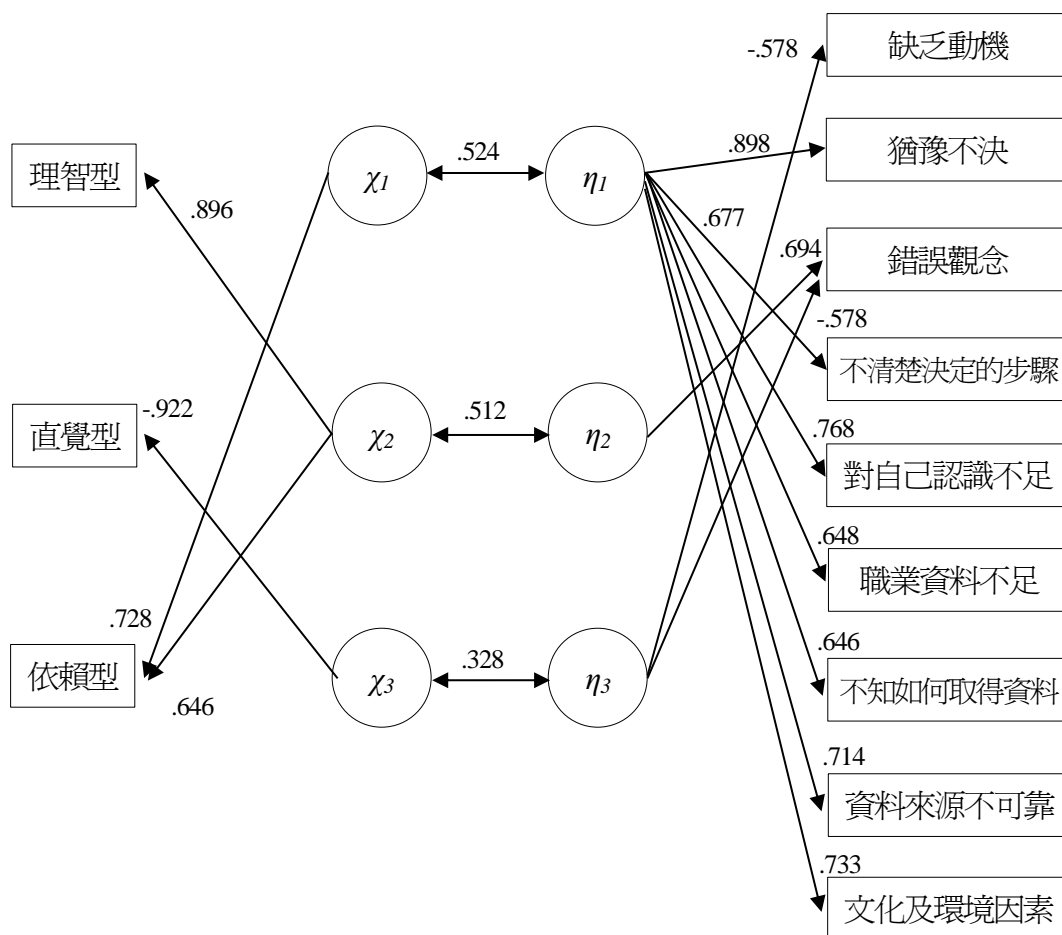 -.578
缺乏動機
.898
猶豫不決
.524
理智型
χ1
η1
.896
.677
.694
錯誤觀念
-.578
不清楚決定的步驟
-.922
直覺型
.512
χ2
η2
.768
對自己認識不足
.648
職業資料不足
.728
依賴型
.646
.328
χ3
η3
.646
不知如何取得資料
.714
資料來源不可靠
.733
文化及環境因素